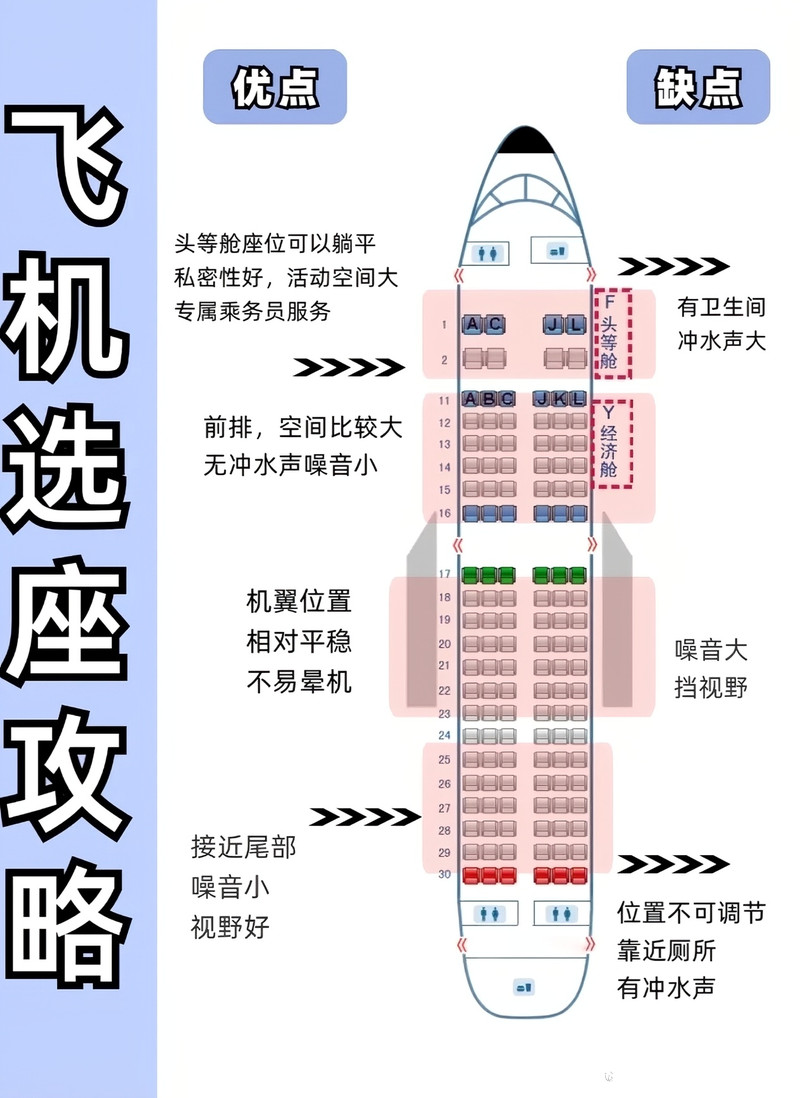 飞机选座攻略
优点
缺点
头等舱座位可以躺平
私密性好，活动空间大
专属乘务员服务
有卫生间
冲水声大
前排，空间比较大
无冲水声噪音小
机翼位置
相对平稳
不易晕机
噪音大
挡视野
接近尾部
噪音小
视野好
位置不可调节
靠近厕所
有冲水声
F
头等舱
Y
经济舱
1 A C J L
2
11 A B C J K L
12
13
14
15
16
17
18
19
20
21
22
23
24
25
26
27
28
29
30